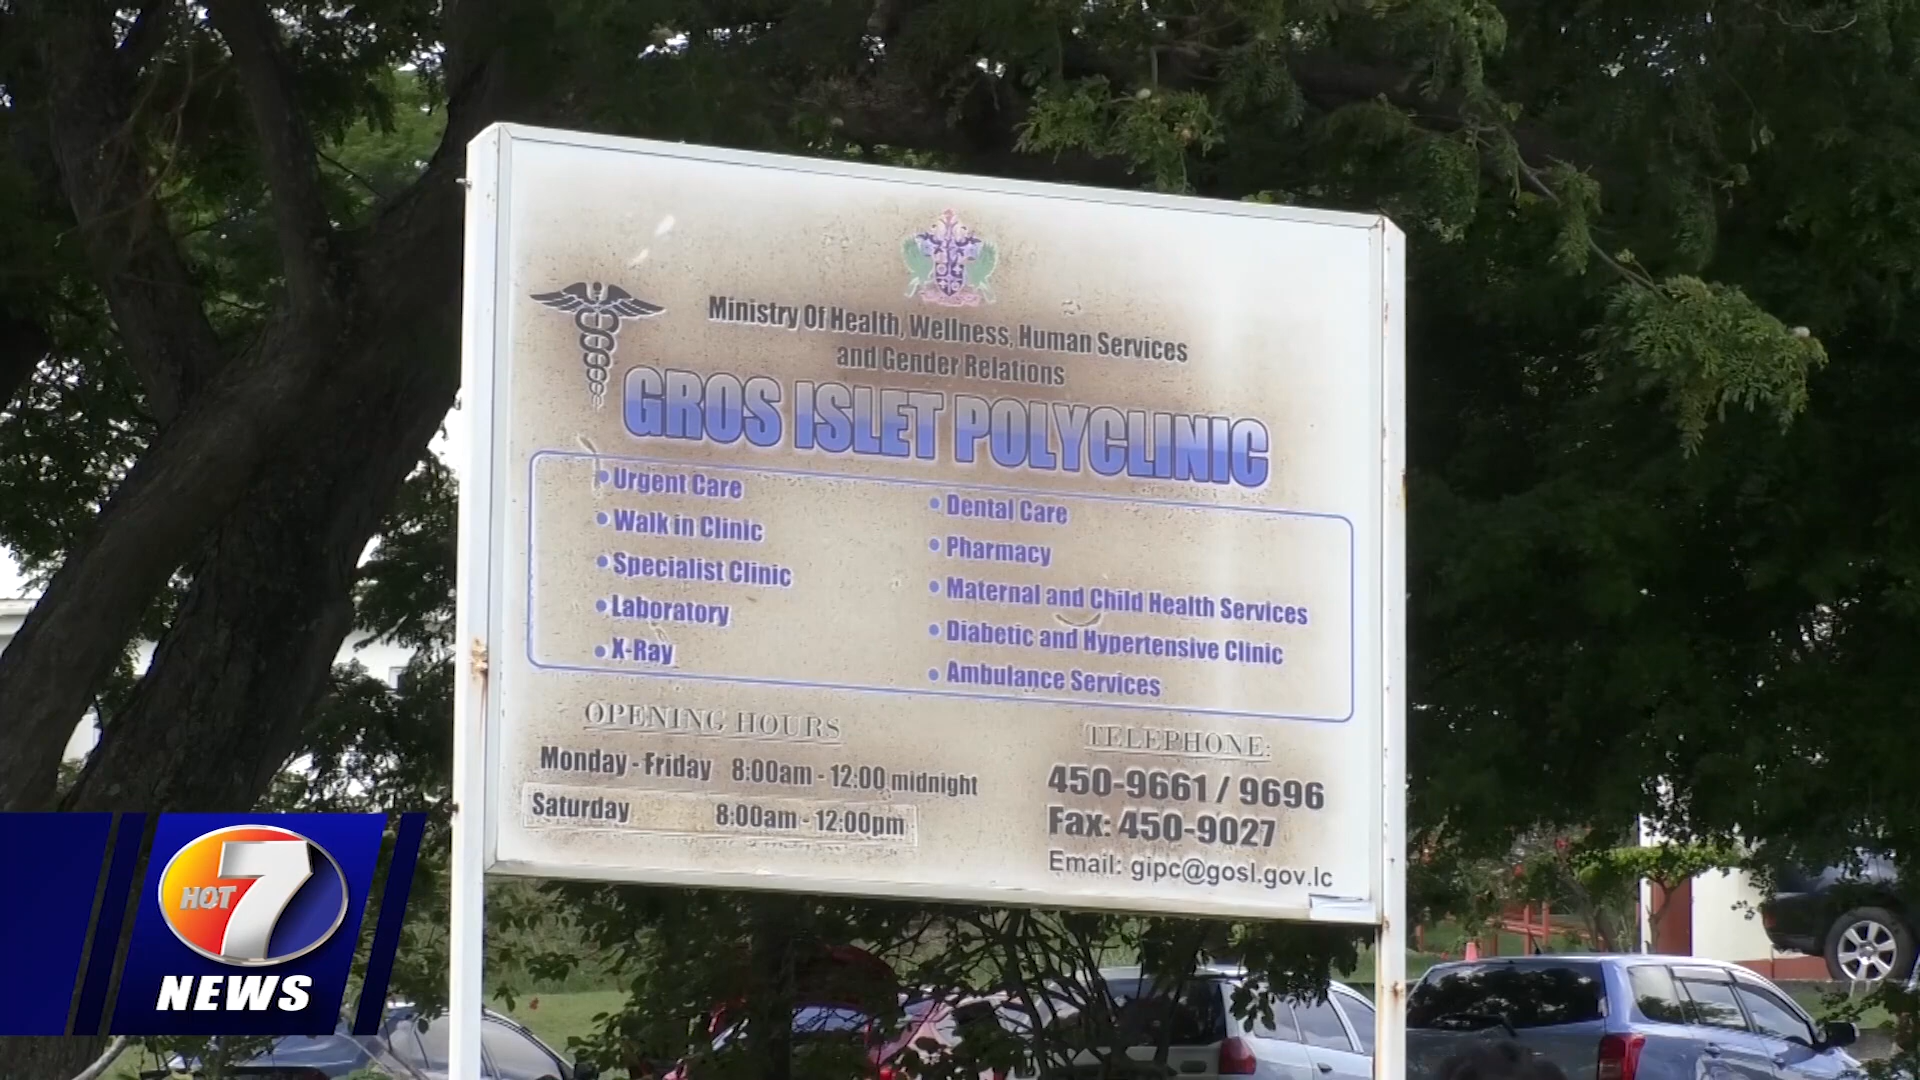 Ministry Of Health, Wellness, Human Services
and Gender Relations
GROS ISLET POLYCLINIC
• Urgent Care
• Walk in Clinic
• Specialist Clinic
• Laboratory
• X-Ray
• Dental Care
• Pharmacy
• Maternal and Child Health Services
• Diabetic and Hypertensive Clinic
• Ambulance Services
OPENING HOURS
Monday - Friday 8:00am - 12:00 midnight
Saturday 8:00am - 12:00pm
TELEPHONE:
450-9661 / 9696
Fax: 450-9027
Email: gipc@gosl.gov.lc
HOT 7
NEWS